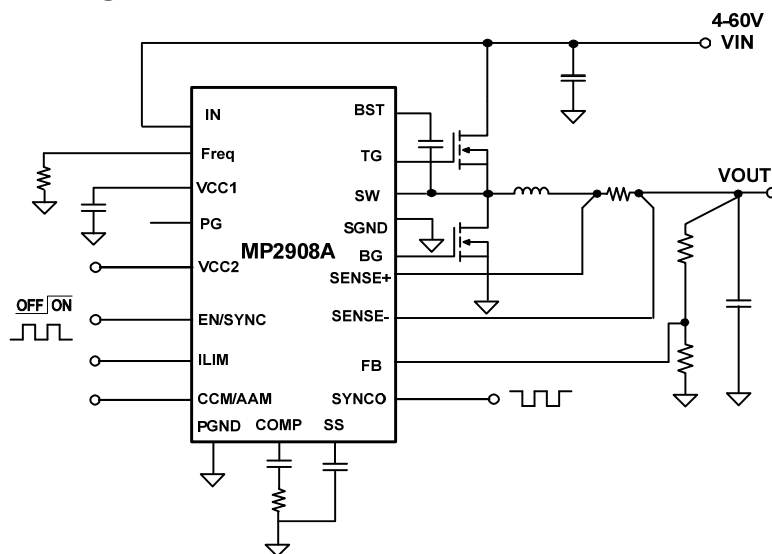 4-60V
VIN
IN
BST
Freq
TG
VCC1
SW
VOUT
PG
SGND
MP2908A
BG
VCC2
SENSE+
OFF ON
EN/SYNC
SENSE-
ILIM
FB
CCM/AAM
SYNCO
PGND COMP SS